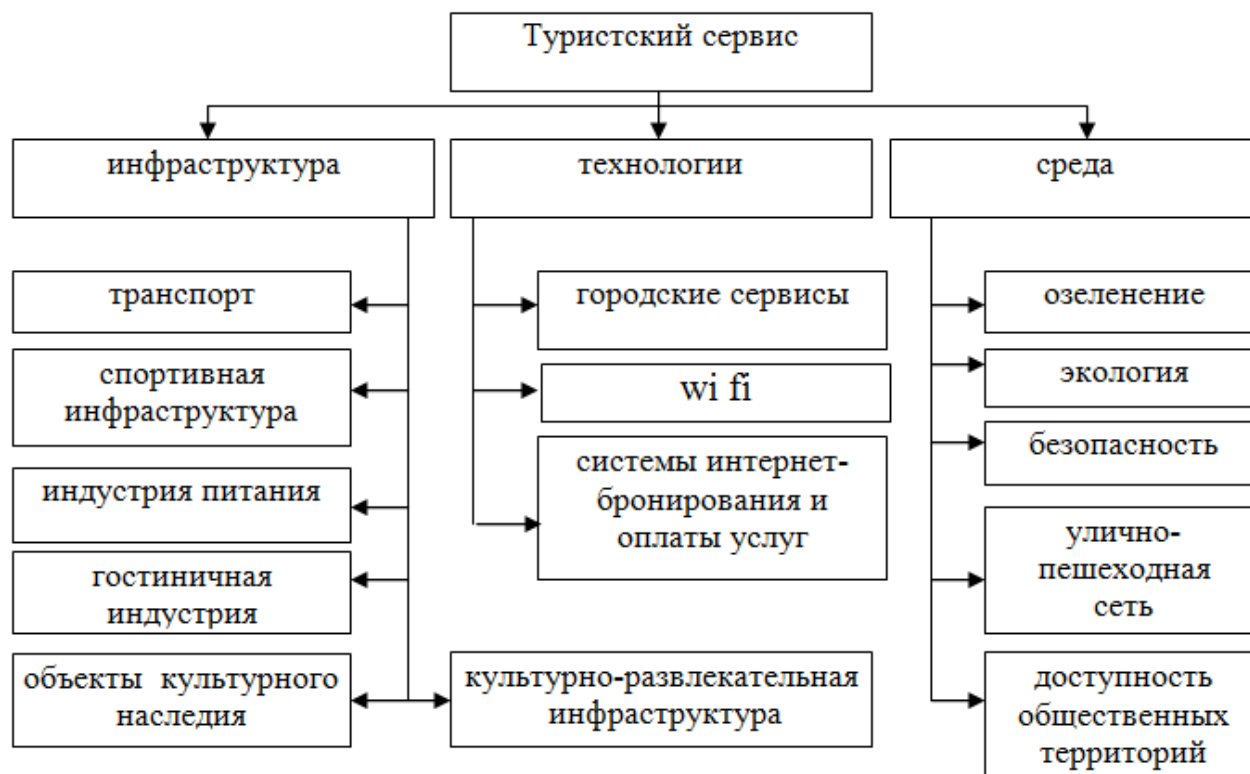 Туристский сервис
инфраструктура
технологии
среда
транспорт
спортивная
инфраструктура
индустрия питания
гостиничная
индустрия
объекты культурного
наследия
городские сервисы
wi fi
системы интернет-
бронирования и
оплаты услуг
культурно-развлекательная
инфраструктура
озеленение
экология
безопасность
улично-
пешеходная
сеть
доступность
общественных
территорий